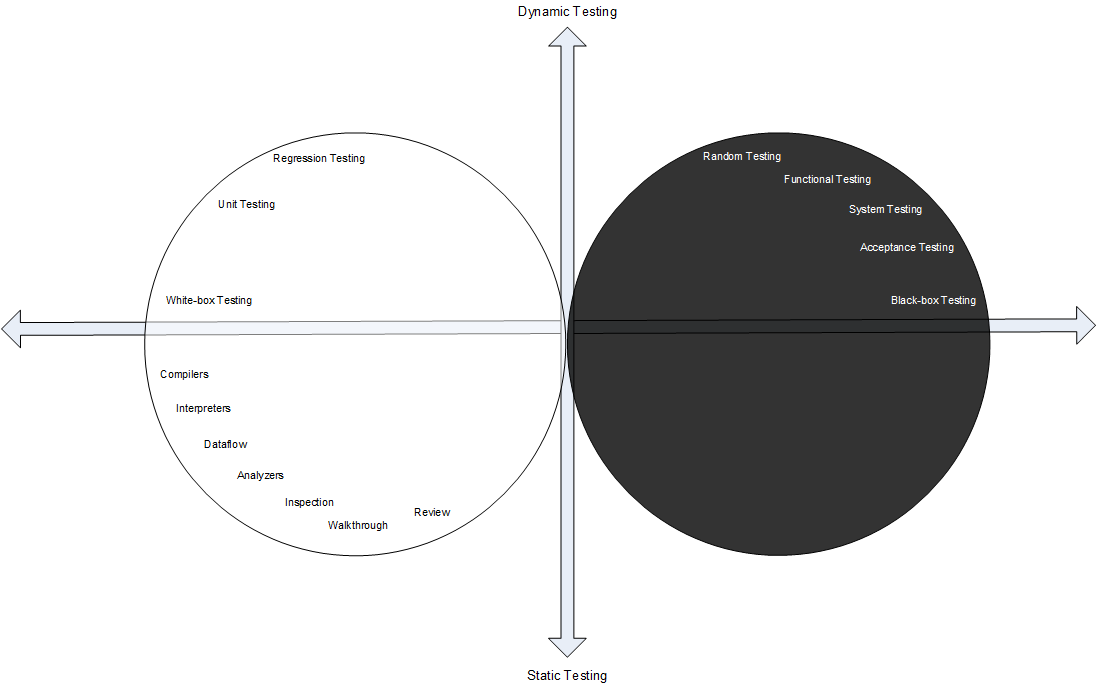 Dynamic Testing
Regression Testing
Unit Testing
White-box Testing
Compilers
Interpreters
Dataflow
Analyzers
Inspection
Walkthrough
Review
Random Testing
Functional Testing
System Testing
Acceptance Testing
Black-box Testing
Static Testing